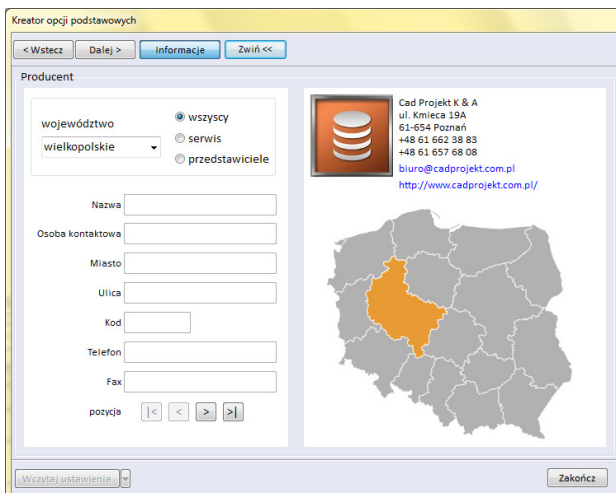 Kreator opcji podstawowych
< Wstecz Dalej > Informacje Zwiń <<
Producent
województwo
wielkopolskie
wszyscy
serwis
przedstawiciele
Nazwa
Osoba kontaktowa
Miasto
Ulica
Kod
Telefon
Fax
pozycja |< < > >|
Cad Projekt K & A
ul. Kmieca 19A
61-654 Poznań
+48 61 662 38 83
+48 61 657 68 08
biuro@cadprojekt.com.pl
http://www.cadprojekt.com.pl/
Wczytaj ustawienia
Zakończ